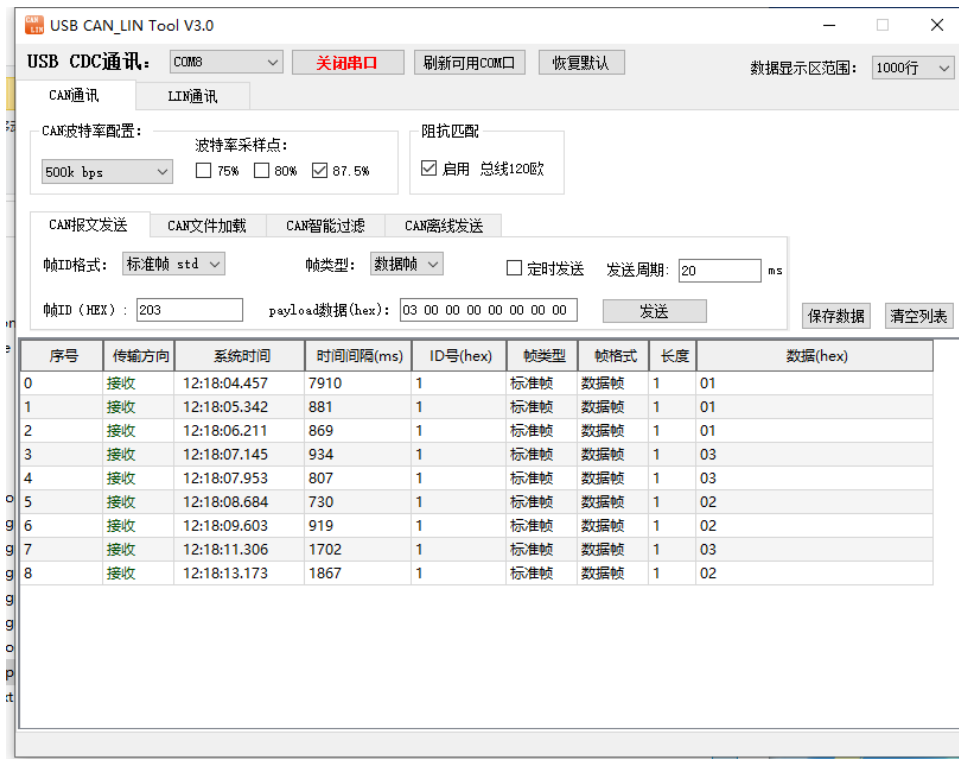 CAN LIN USB CAN_LIN Tool V3.0
USB CDC通讯: COM8 关闭串口 刷新可用COM口 恢复默认 数据显示区范围: 1000行
CAN通讯 LIN通讯
CAN波特率配置: 阻抗匹配
波特率采样点:
500k bps 75% 80% 87.5% 启用 总线120欧
CAN报文发送 CAN文件加载 CAN智能过滤 CAN离线发送
帧ID格式: 标准帧 std 帧类型: 数据帧 定时发送 发送周期: 20 ms
帧ID (HEX) : 203 payload数据(hex): 03 00 00 00 00 00 00 00 发送 保存数据 清空列表
序号 传输方向 系统时间 时间间隔(ms) ID号(hex) 帧类型 帧格式 长度 数据(hex)
0 接收 12:18:04.457 7910 1 标准帧 数据帧 1 01
1 接收 12:18:05.342 881 1 标准帧 数据帧 1 01
2 接收 12:18:06.211 869 1 标准帧 数据帧 1 01
3 接收 12:18:07.145 934 1 标准帧 数据帧 1 03
4 接收 12:18:07.953 807 1 标准帧 数据帧 1 03
5 接收 12:18:08.684 730 1 标准帧 数据帧 1 02
6 接收 12:18:09.603 919 1 标准帧 数据帧 1 02
7 接收 12:18:11.306 1702 1 标准帧 数据帧 1 03
8 接收 12:18:13.173 1867 1 标准帧 数据帧 1 02